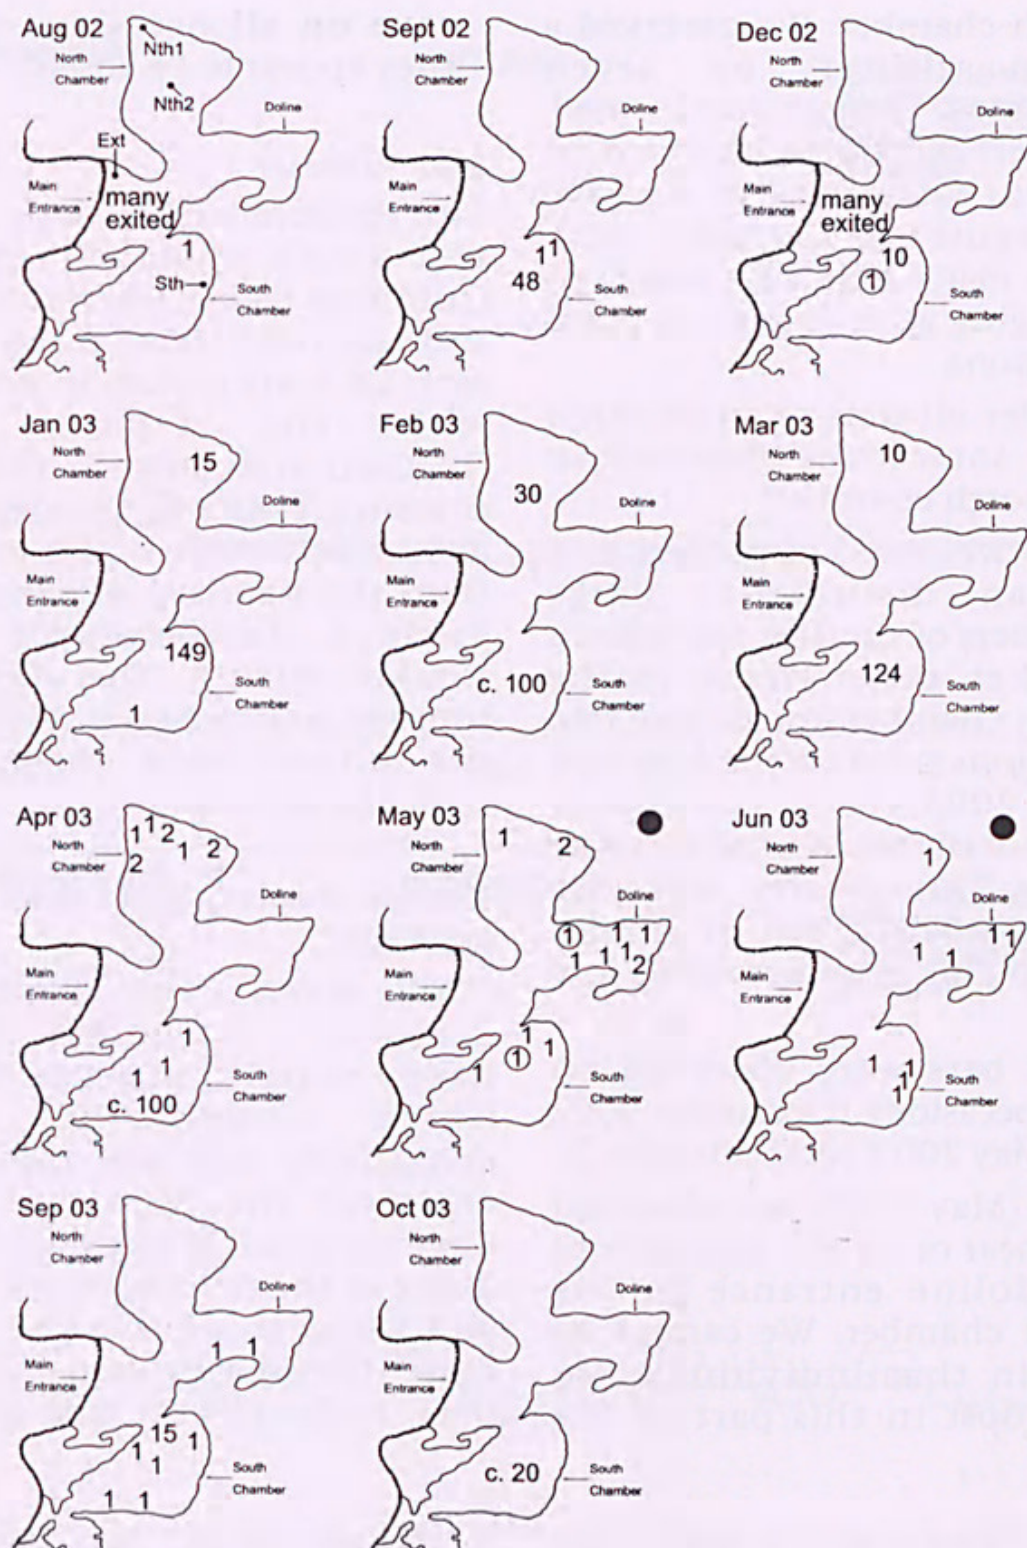 Aug 02
Nth1
North
Chamber
Nth2
Doline
Ext
Main
Entrance
many
exited
1
Sth
South
Chamber
Sept 02
North
Chamber
Doline
Main
Entrance
1
1
48
South
Chamber
Dec 02
North
Chamber
Doline
Main
Entrance
many
exited
10
1
South
Chamber
Jan 03
North
Chamber
15
Doline
Main
Entrance
149
South
Chamber
1
Feb 03
North
Chamber
30
Doline
Main
Entrance
c. 100
South
Chamber
Mar 03
North
Chamber
10
Doline
Main
Entrance
124
South
Chamber
Apr 03
1 1 2
1 2
2
North
Chamber
Doline
Main
Entrance
1
1
1
c. 100
South
Chamber
May 03
1
2
North
Chamber
Doline
1 1 1
1 1 1 2
Main
Entrance
1
1
1
1
South
Chamber
Jun 03
North
Chamber
1
Doline
1 1
1 1
Main
Entrance
1
1
1
1
South
Chamber
Sep 03
North
Chamber
Doline
1 1
Main
Entrance
15
1
1
1
1 1
South
Chamber
Oct 03
North
Chamber
Doline
Main
Entrance
c. 20
South
Chamber